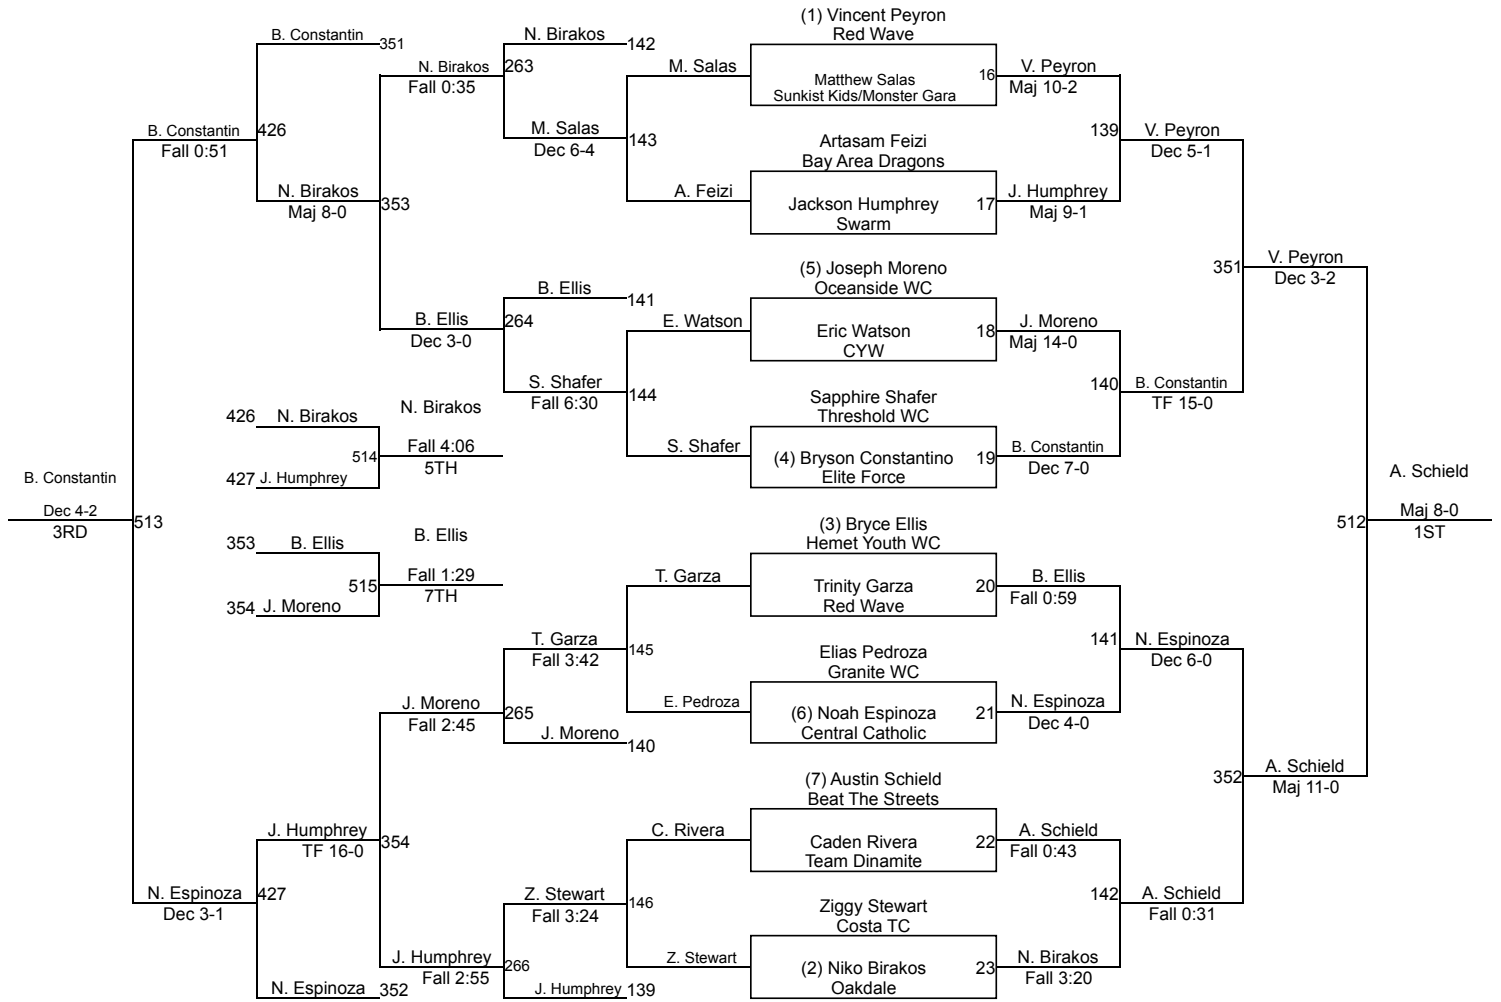 (1) Vincent Peyron
Red Wave
B. Constantin
351
N. Birakos
142
N. Birakos
263
Fall 0:35
M. Salas
Matthew Salas
16
Sunkist Kids/Monster Gara
V. Peyron
Maj 10-2
B. Constantin
426
Fall 0:51
M. Salas
143
Dec 6-4
Artasam Feizi
Bay Area Dragons
139
V. Peyron
Dec 5-1
N. Birakos
353
Maj 8-0
A. Feizi
Jackson Humphrey
17
Swarm
J. Humphrey
Maj 9-1
(5) Joseph Moreno
Oceanside WC
351
V. Peyron
Dec 3-2
B. Ellis
141
B. Ellis
264
Dec 3-0
E. Watson
Eric Watson
18
CYW
J. Moreno
Maj 14-0
S. Shafer
144
Fall 6:30
Sapphire Shafer
Threshold WC
140
B. Constantin
TF 15-0
426
N. Birakos
N. Birakos
514
Fall 4:06
5TH
427
J. Humphrey
S. Shafer
(4) Bryson Constantino
19
Elite Force
B. Constantin
Dec 7-0
B. Constantin
Dec 4-2
513
3RD
A. Schield
512
Maj 8-0
1ST
353
B. Ellis
B. Ellis
515
Fall 1:29
7TH
354
J. Moreno
(3) Bryce Ellis
Hemet Youth WC
T. Garza
Trinity Garza
20
Red Wave
B. Ellis
Fall 0:59
T. Garza
145
Fall 3:42
Elias Pedroza
Granite WC
141
N. Espinoza
Dec 6-0
J. Moreno
265
Fall 2:45
J. Moreno
140
E. Pedroza
(6) Noah Espinoza
21
Central Catholic
N. Espinoza
Dec 4-0
(7) Austin Schield
Beat The Streets
352
A. Schield
Maj 11-0
J. Humphrey
354
TF 16-0
C. Rivera
Caden Rivera
22
Team Dinamite
A. Schield
Fall 0:43
N. Espinoza
427
Dec 3-1
Z. Stewart
146
Fall 3:24
Ziggy Stewart
Costa TC
142
A. Schield
Fall 0:31
J. Humphrey
266
Fall 2:55
Z. Stewart
(2) Niko Birakos
23
Oakdale
N. Birakos
Fall 3:20
N. Espinoza
352
J. Humphrey
139